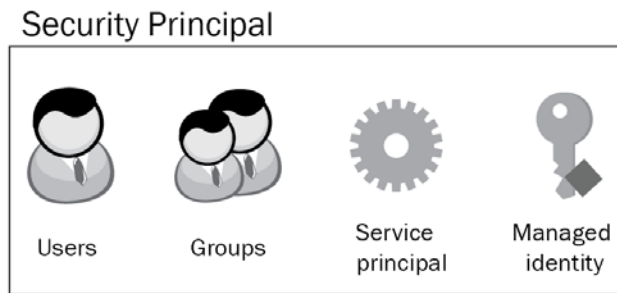 Security Principal
Users
Groups
Service
principal
Managed
identity